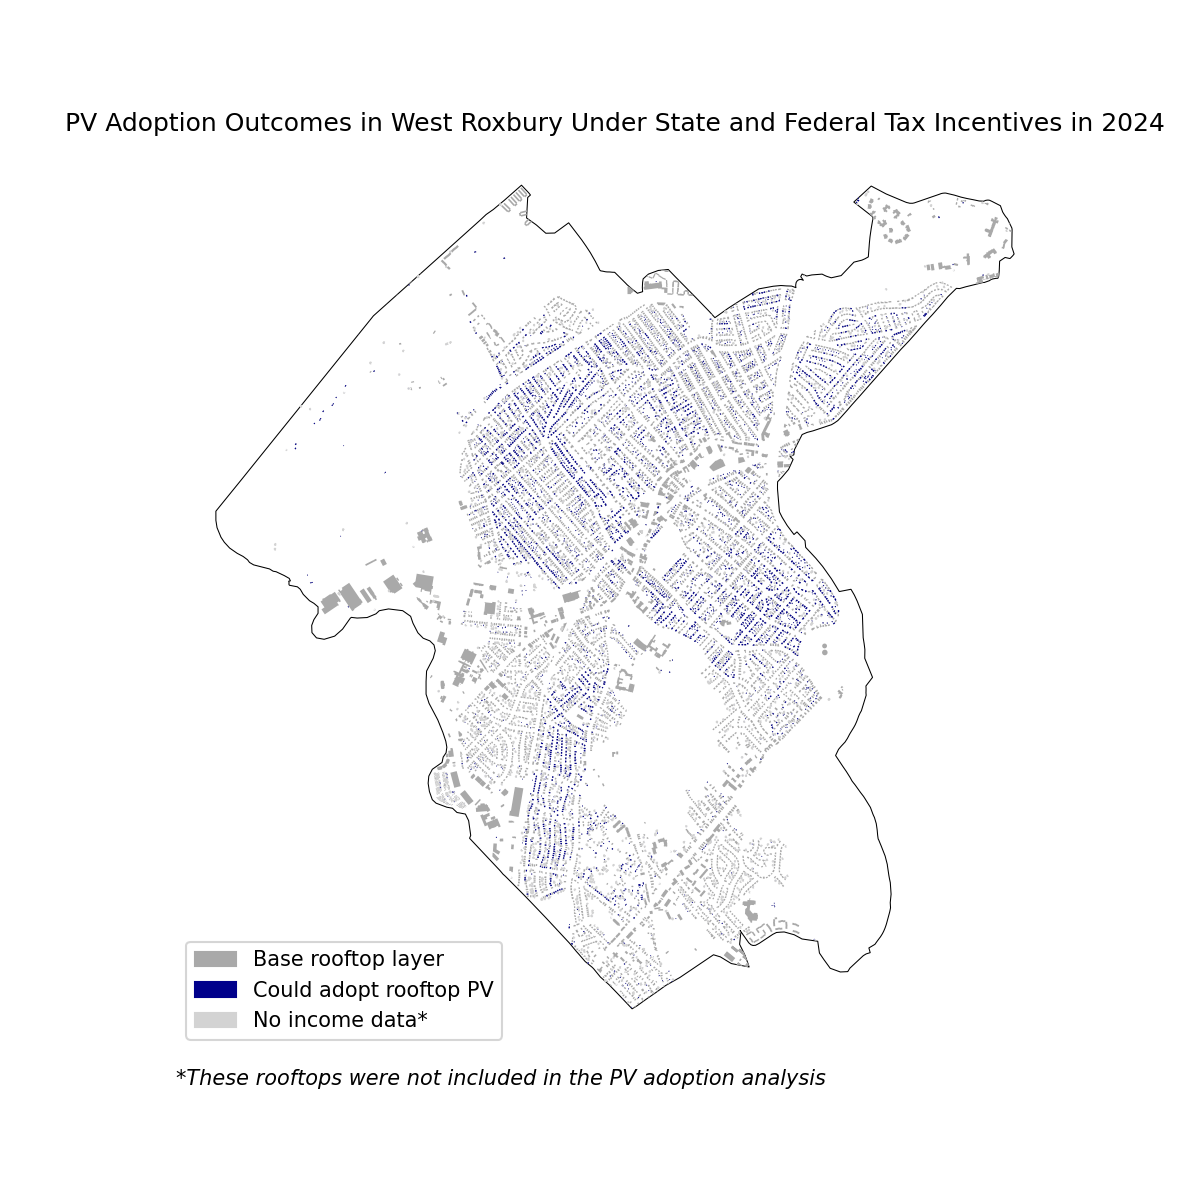 PV Adoption Outcomes in West Roxbury Under State and Federal Tax Incentives in 2024
Base rooftop layer
Could adopt rooftop PV
No income data*
*These rooftops were not included in the PV adoption analysis